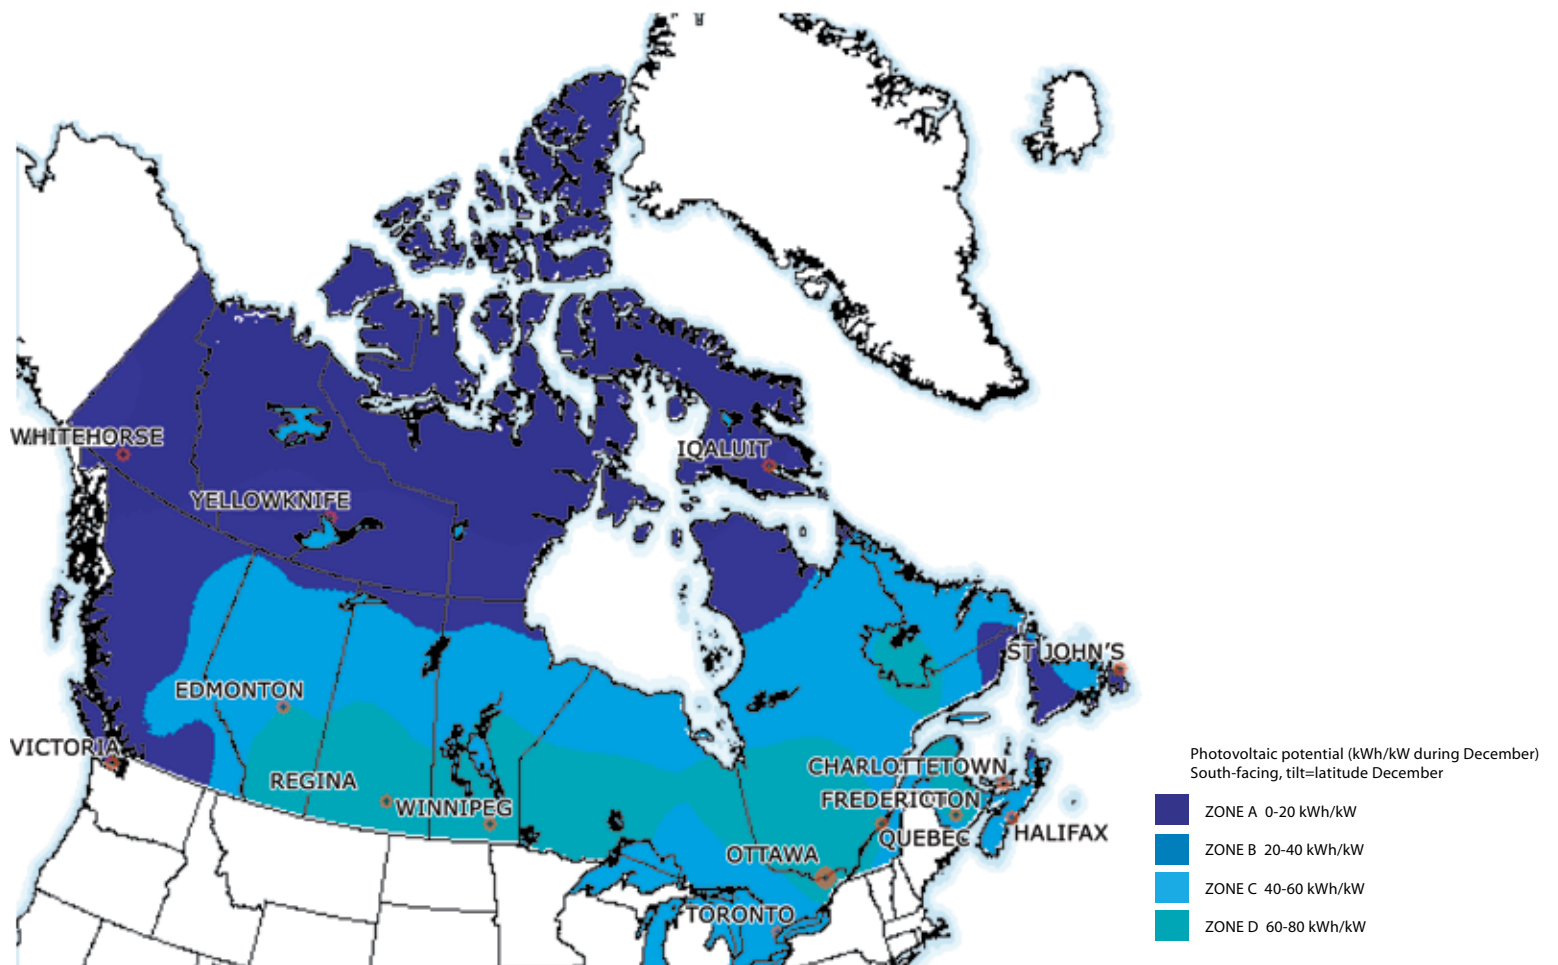 WHITEHORSE
IQALUIT
YELLOWKNIFE
ST JOHN'S
EDMONTON
VICTORIA
CHARLOTTETOWN
REGINA
WINNIPEG
FREDERICTON
HALIFAX
QUEBEC
OTTAWA
TORONTO
Photovoltaic potential (kWh/kW during December)
South-facing, tilt=latitude December
ZONE A 0-20 kWh/kW
ZONE B 20-40 kWh/kW
ZONE C 40-60 kWh/kW
ZONE D 60-80 kWh/kW